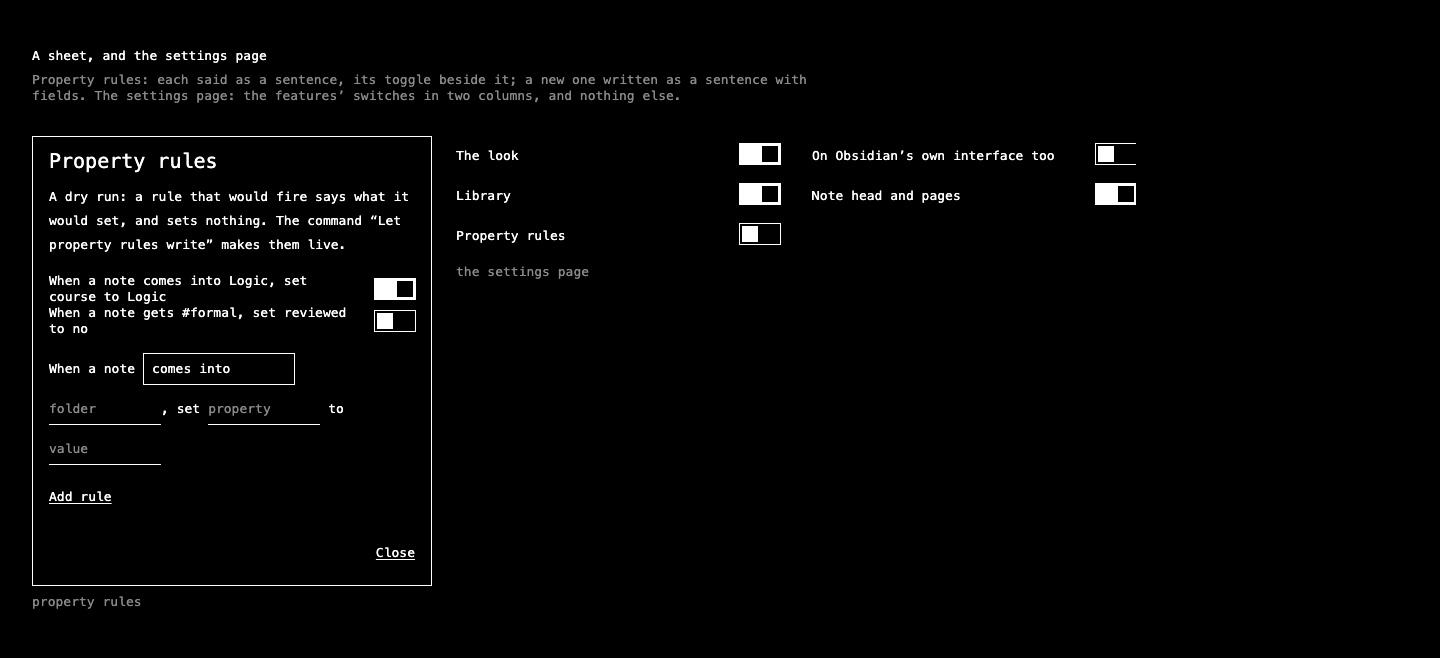 A sheet, and the settings page
Property rules: each said as a sentence, its toggle beside it; a new one written as a sentence with
fields. The settings page: the features’ switches in two columns, and nothing else.
Property rules
A dry run: a rule that would fire says what it
would set, and sets nothing. The command “Let
property rules write” makes them live.
When a note comes into Logic, set
course to Logic
When a note gets #formal, set reviewed
to no
When a note comes into
folder , set property to
value
Add rule
Close
property rules
The look
On Obsidian’s own interface too
Library
Note head and pages
Property rules
the settings page